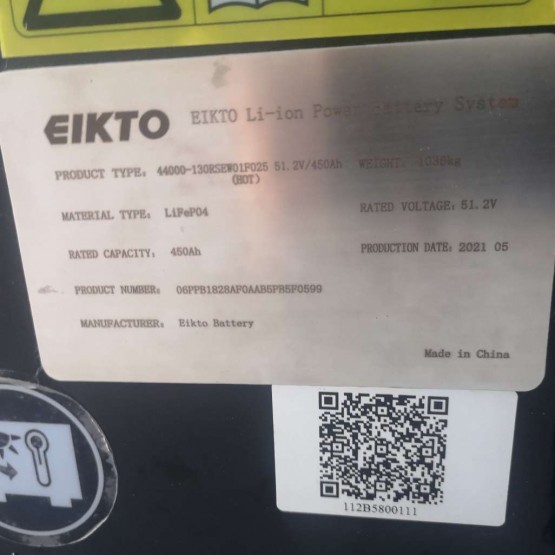 EIKTO
EIKTO Li-ion Power Battery System
PRODUCT TYPE: 44000-130RSEW01F025 51.2V/450Ah WEIGHT: 1036kg
(HOT)
MATERIAL TYPE: LiFePO4 RATED VOLTAGE: 51.2V
RATED CAPACITY: 450Ah PRODUCTION DATE: 2021 05
PRODUCT NUMBER: 06PPB1828AF0AAB5PB5F0599
MANUFACTURER: Eikto Battery
Made in China
112B5800111